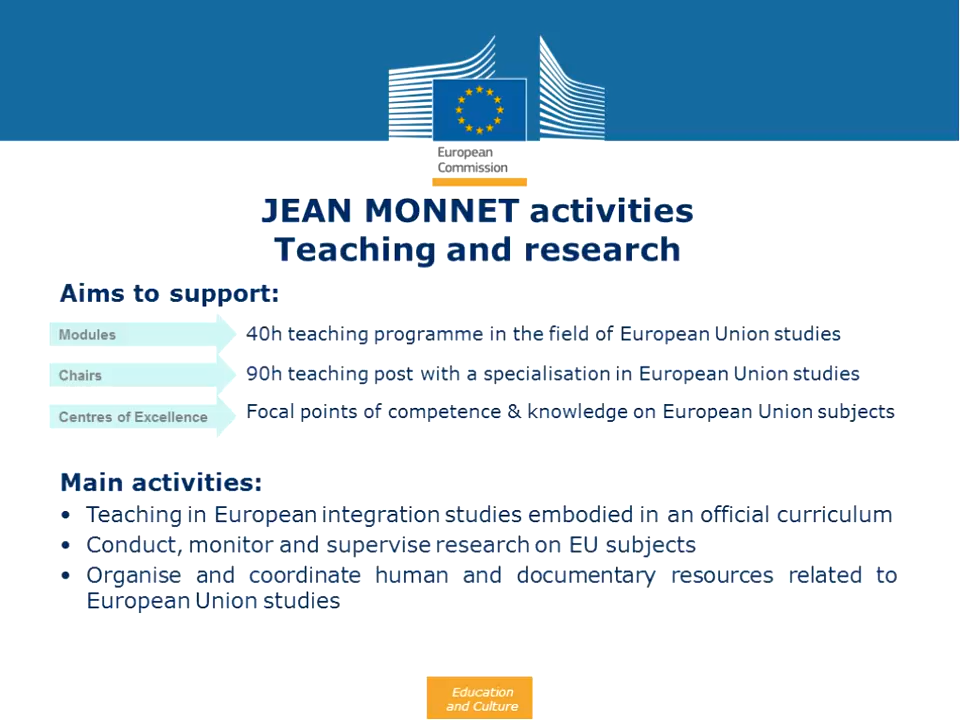 European
Commission
JEAN MONNET activities
Teaching and research
Aims to support:
Modules
40h teaching programme in the field of European Union studies
Chairs
90h teaching post with a specialisation in European Union studies
Centres of Excellence
Focal points of competence & knowledge on European Union subjects
Main activities:
• Teaching in European integration studies embodied in an official curriculum
• Conduct, monitor and supervise research on EU subjects
• Organise and coordinate human and documentary resources related to
European Union studies
Education
and Culture